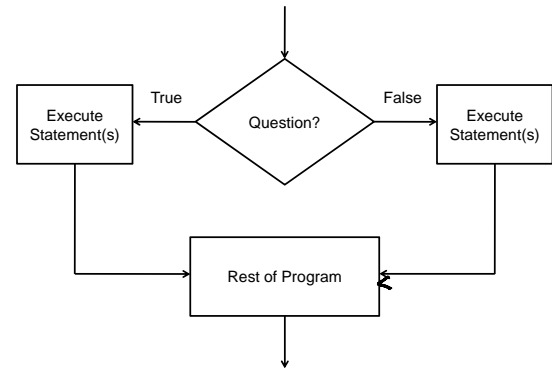 True
False
Execute
Statement(s)
Question?
Execute
Statement(s)
Rest of Program